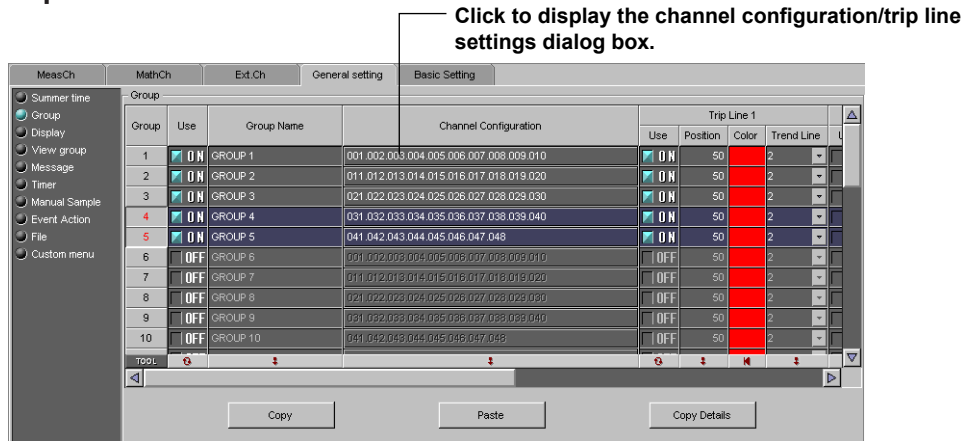 Click to display the channel configuration/trip line
settings dialog box.
MeasCh MathCh Ext.Ch General setting Basic Setting
Summer time
Group
Display
View group
Message
Timer
Manual Sample
Event Action
File
Custom menu
Group
Group Use Group Name Channel Configuration Trip Line 1
Use Position Color Trend Line
1 ON GROUP 1 001.002.003.004.005.006.007.008.009.010 ON 50 2
2 ON GROUP 2 011.012.013.014.015.016.017.018.019.020 ON 50 2
3 ON GROUP 3 021.022.023.024.025.026.027.028.029.030 ON 50 2
4 ON GROUP 4 031.032.033.034.035.036.037.038.039.040 ON 50 2
5 ON GROUP 5 041.042.043.044.045.046.047.048 ON 50 2
6 OFF GROUP 6 001.002.003.004.005.006.007.008.009.010 OFF 50 2
7 OFF GROUP 7 011.012.013.014.015.016.017.018.019.020 OFF 50 2
8 OFF GROUP 8 021.022.023.024.025.026.027.028.029.030 OFF 50 2
9 OFF GROUP 9 031.032.033.034.035.036.037.038.039.040 OFF 50 2
10 OFF GROUP 10 041.042.043.044.045.046.047.048 OFF 50 2
TOOL
Copy Paste Copy Details